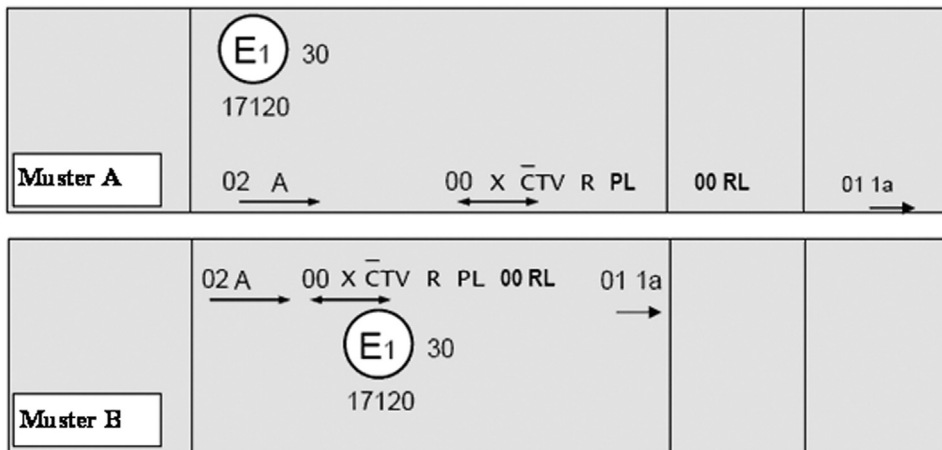 E1 30
17120
Muster A
02 A 00 X C̅TV R PL 00 RL 01 1a
02 A 00 X C̅TV R PL 00 RL 01 1a
E1 30
17120
Muster B